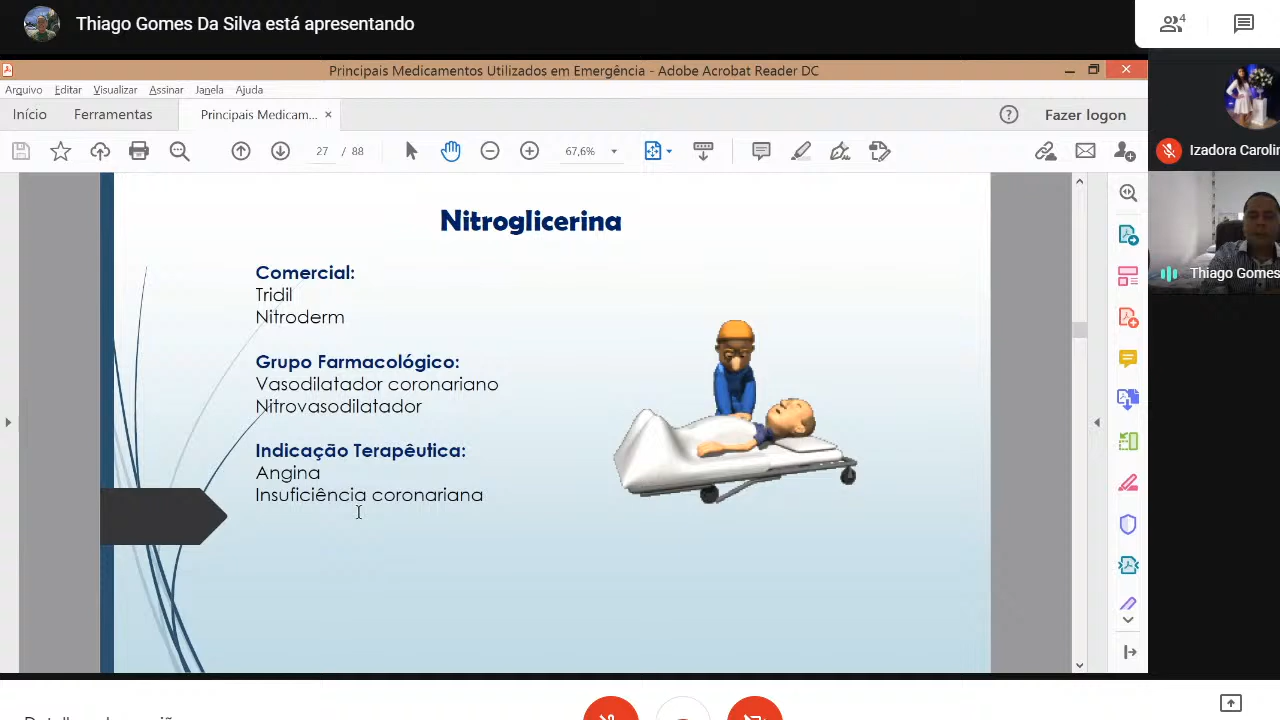 Thiago Gomes Da Silva está apresentando
4
Principais Medicamentos Utilizados em Emergência - Adobe Acrobat Reader DC
Arquivo Editar Visualizar Assinar Janela Ajuda
Início Ferramentas Principais Medicam... × Fazer logon
27 / 88 67,6%
Izadora Carolin
Thiago Gomes
Nitroglicerina
Comercial:
Tridil
Nitroderm
Grupo Farmacológico:
Vasodilatador coronariano
Nitrovasodilatador
Indicação Terapêutica:
Angina
Insuficiência coronariana